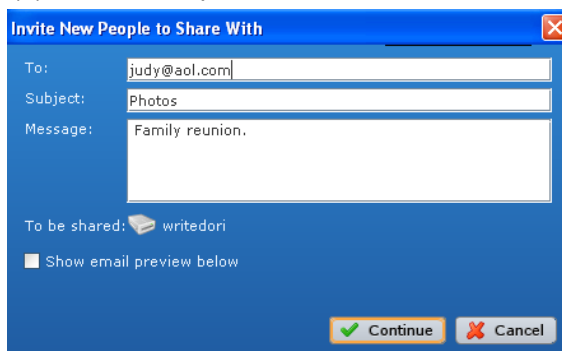 Invite New People to Share With
To: judy@aol.com
Subject: Photos
Message: Family reunion.
To be shared: writedori
Show email preview below
Continue Cancel